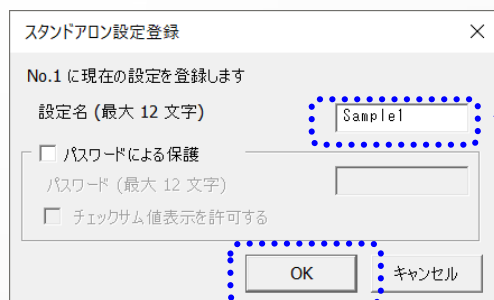 スタンドアロン設定登録
No.1 に現在の設定を登録します
設定名 (最大 12 文字)
Sample1
パスワードによる保護
パスワード (最大 12 文字)
チェックサム値表示を許可する
OK
キャンセル